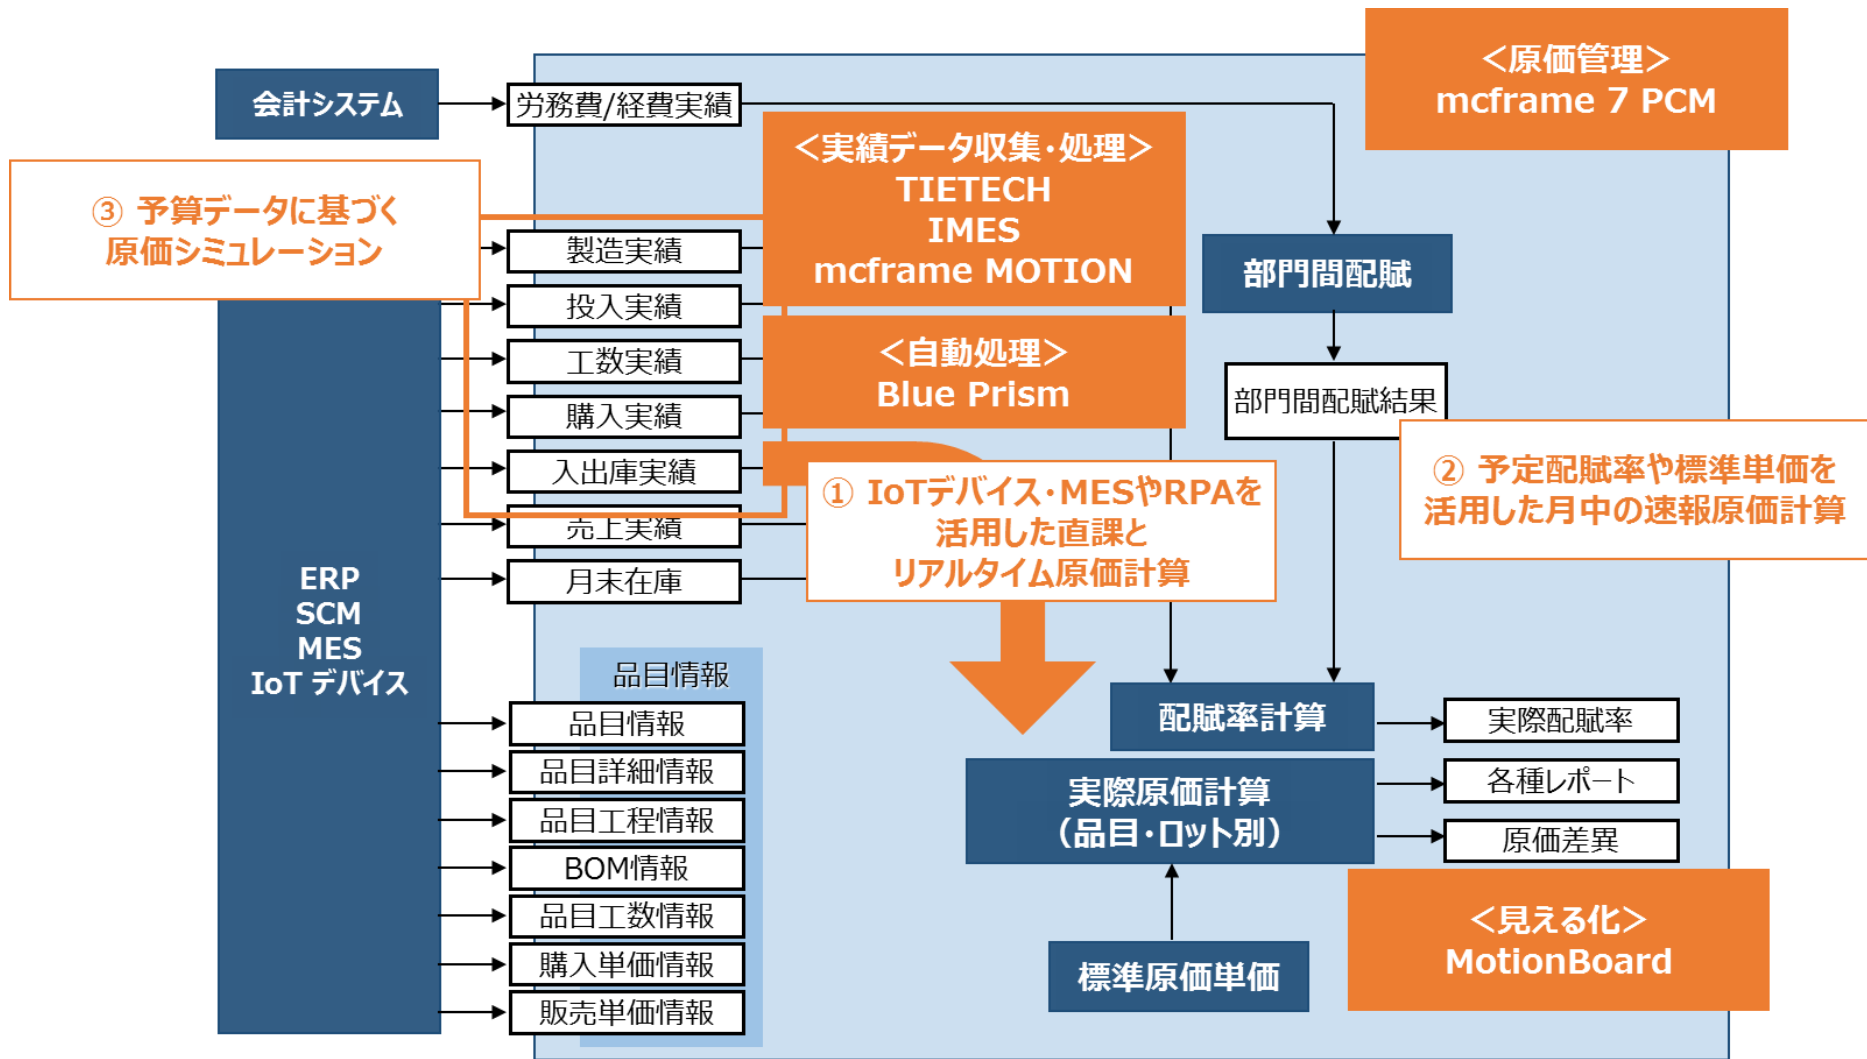 ＜原価管理＞
mcframe 7 PCM
会計システム
労務費/経費実績
＜実績データ収集・処理＞
TIETECH
IMES
mcframe MOTION
③ 予算データに基づく
原価シミュレーション
製造実績
投入実績
工数実績
購入実績
入出庫実績
売上実績
月末在庫
＜自動処理＞
Blue Prism
部門間配賦
部門間配賦結果
② 予定配賦率や標準単価を
活用した月中の速報原価計算
① IoTデバイス・MESやRPAを
活用した直課と
リアルタイム原価計算
ERP
SCM
MES
IoT デバイス
品目情報
品目情報
品目詳細情報
品目工程情報
BOM情報
品目工数情報
購入単価情報
販売単価情報
配賦率計算
実際配賦率
実際原価計算
（品目・ロット別）
各種レポート
原価差異
標準原価単価
＜見える化＞
MotionBoard